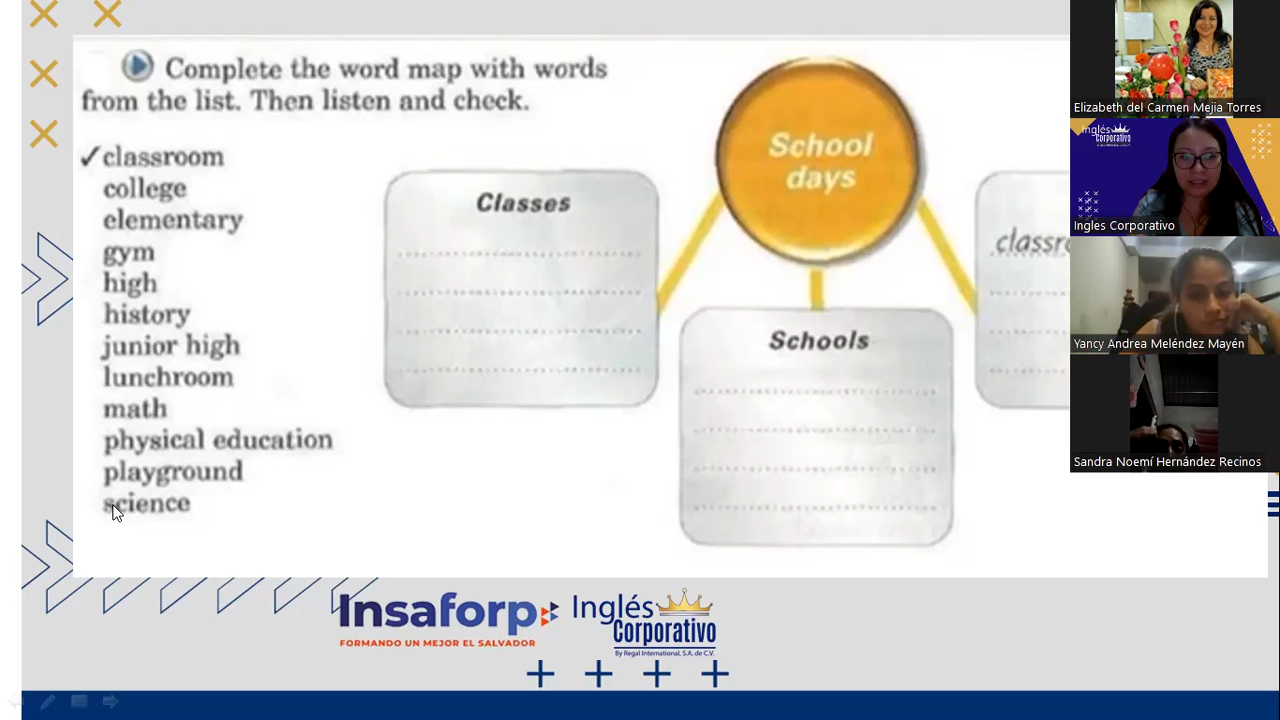 Complete the word map with words
from the list. Then listen and check.
✓classroom
college
elementary
gym
high
history
junior high
lunchroom
math
physical education
playground
science
School
days
Classes
Schools
Insaforp
FORMANDO UN MEJOR EL SALVADOR
Inglés
Corporativo
By Regal International, S.A. de C.V.
Elizabeth del Carmen Mejia Torres
Inglés
Corporativo
Ingles Corporativo
Yancy Andrea Meléndez Mayén
Sandra Noemí Hernández Recinos